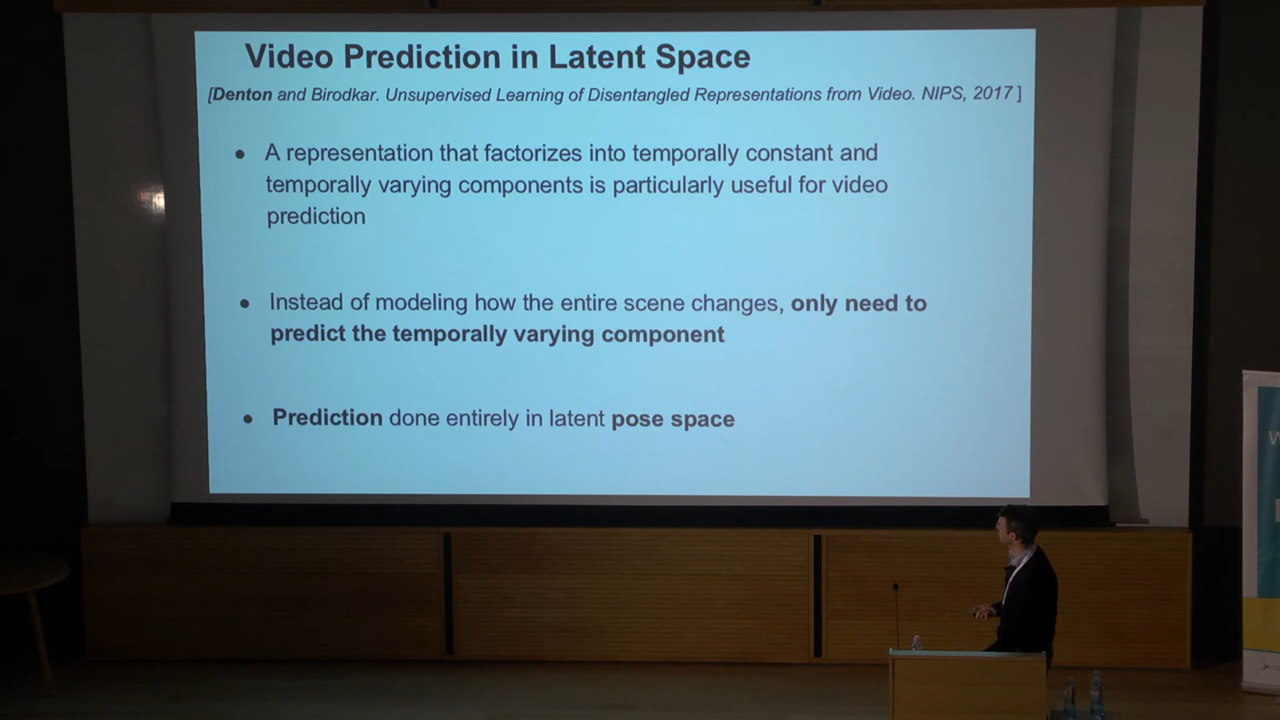 Video Prediction in Latent Space
[Denton and Birodkar. Unsupervised Learning of Disentangled Representations from Video. NIPS, 2017 ]
• A representation that factorizes into temporally constant and
temporally varying components is particularly useful for video
prediction
• Instead of modeling how the entire scene changes, only need to
predict the temporally varying component
• Prediction done entirely in latent pose space